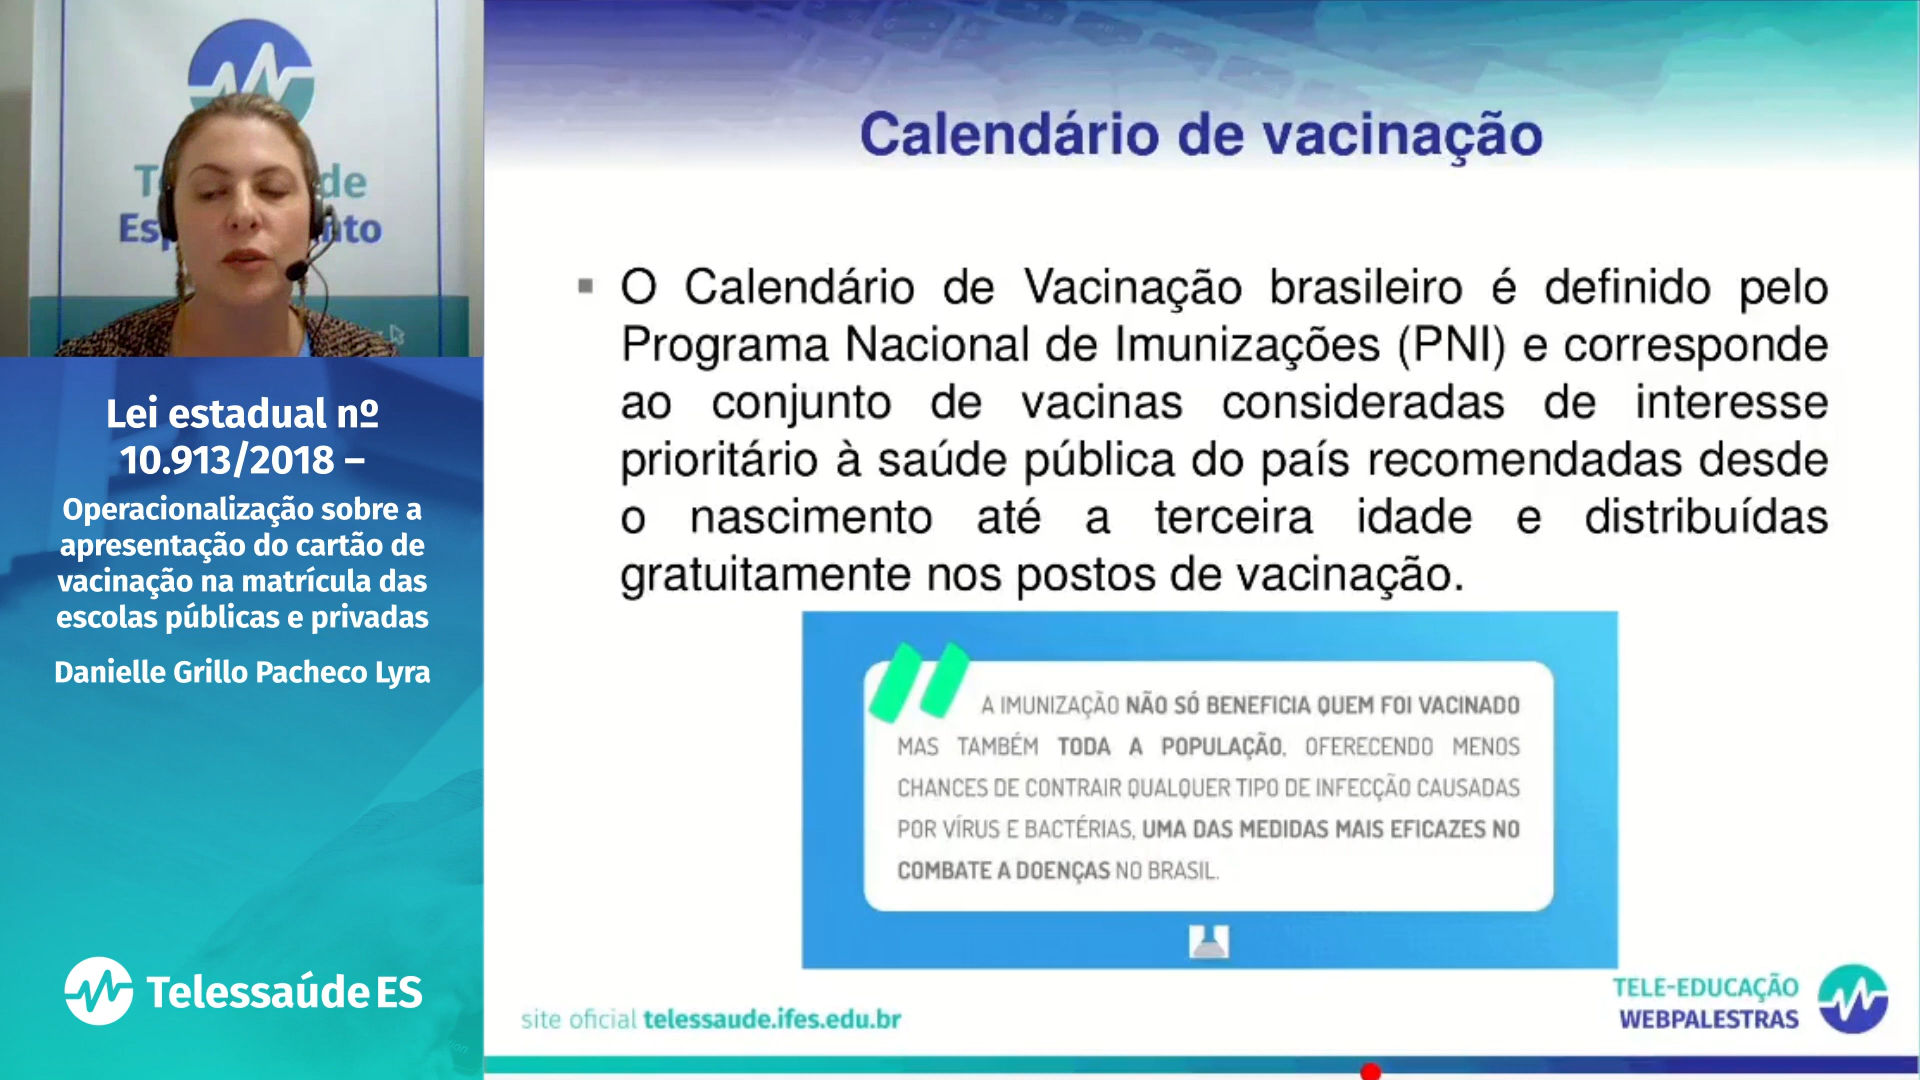 Lei estadual nº
10.913/2018 –
Operacionalização sobre a
apresentação do cartão de
vacinação na matrícula das
escolas públicas e privadas
Danielle Grillo Pacheco Lyra
TelessaúdeES
Calendário de vacinação
▪ O Calendário de Vacinação brasileiro é definido pelo
Programa Nacional de Imunizações (PNI) e corresponde
ao conjunto de vacinas consideradas de interesse
prioritário à saúde pública do país recomendadas desde
o nascimento até a terceira idade e distribuídas
gratuitamente nos postos de vacinação.
A IMUNIZAÇÃO NÃO SÓ BENEFICIA QUEM FOI VACINADO
MAS TAMBÉM TODA A POPULAÇÃO, OFERECENDO MENOS
CHANCES DE CONTRAIR QUALQUER TIPO DE INFECÇÃO CAUSADAS
POR VÍRUS E BACTÉRIAS, UMA DAS MEDIDAS MAIS EFICAZES NO
COMBATE A DOENÇAS NO BRASIL.
site oficial telessaude.ifes.edu.br
TELE-EDUCAÇÃO
WEBPALESTRAS